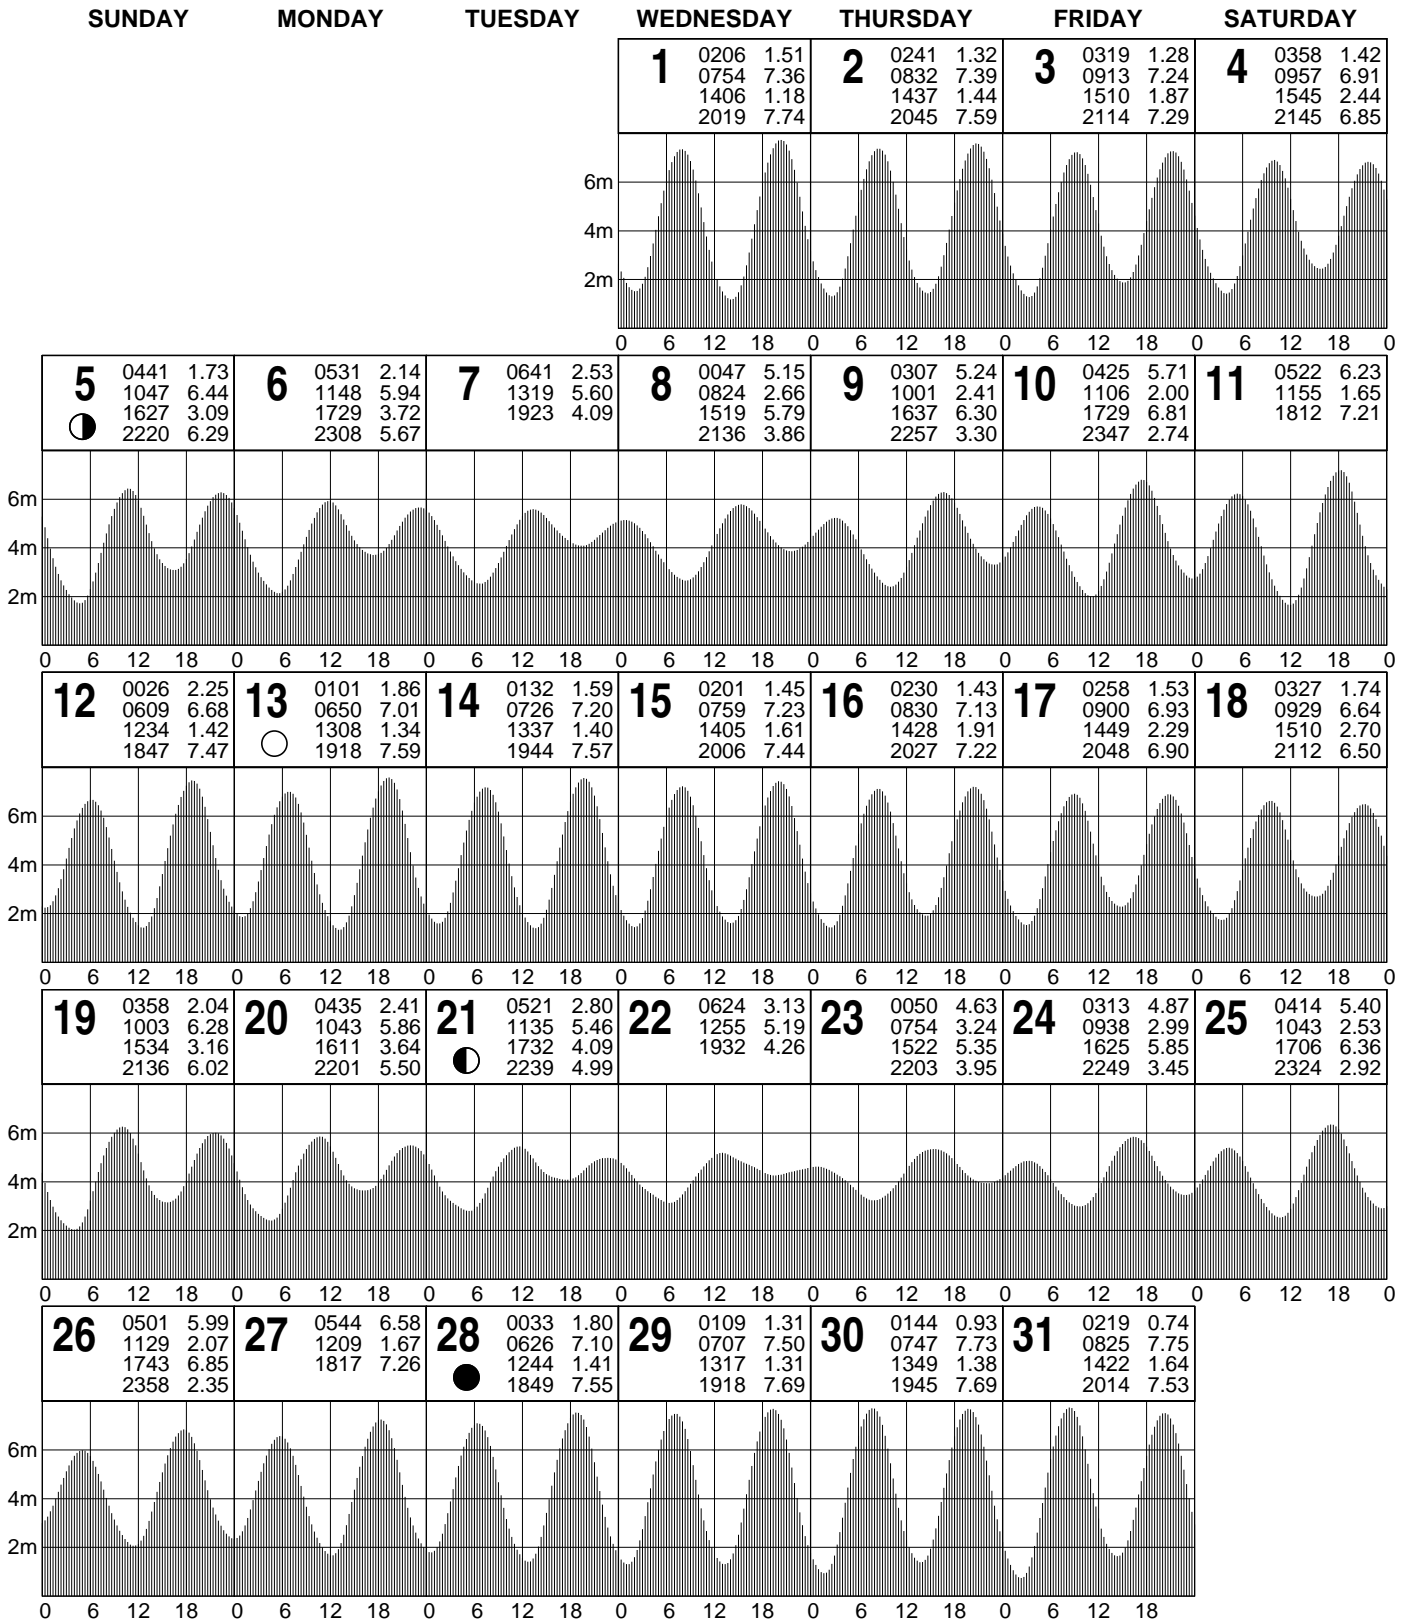 SUNDAY MONDAY TUESDAY WEDNESDAY THURSDAY FRIDAY SATURDAY
1 0206 1.51 2 0241 1.32 3 0319 1.28 4 0358 1.42
0754 7.36 0832 7.39 0913 7.24 0957 6.91
1406 1.18 1437 1.44 1510 1.87 1545 2.44
2019 7.74 2045 7.59 2114 7.29 2145 6.85
6m
4m
2m
0 6 12 18 0 6 12 18 0 6 12 18 0 6 12 18 0
5 0441 1.73 6 0531 2.14 7 0641 2.53 8 0047 5.15 9 0307 5.24 10 0425 5.71 11 0522 6.23
1047 6.44 1148 5.94 1319 5.60 0824 2.66 1001 2.41 1106 2.00 1155 1.65
1627 3.09 1729 3.72 1923 4.09 1519 5.79 1637 6.30 1729 6.81 1812 7.21
2220 6.29 2308 5.67 2136 3.86 2257 3.30 2347 2.74
6m
4m
2m
0 6 12 18 0 6 12 18 0 6 12 18 0 6 12 18 0 6 12 18 0 6 12 18 0 6 12 18 0
12 0026 2.25 13 0101 1.86 14 0132 1.59 15 0201 1.45 16 0230 1.43 17 0258 1.53 18 0327 1.74
0609 6.68 0650 7.01 0726 7.20 0759 7.23 0830 7.13 0900 6.93 0929 6.64
1234 1.42 1308 1.34 1337 1.40 1405 1.61 1428 1.91 1449 2.29 1510 2.70
1847 7.47 1918 7.59 1944 7.57 2006 7.44 2027 7.22 2048 6.90 2112 6.50
6m
4m
2m
0 6 12 18 0 6 12 18 0 6 12 18 0 6 12 18 0 6 12 18 0 6 12 18 0 6 12 18 0
19 0358 2.04 20 0435 2.41 21 0521 2.80 22 0624 3.13 23 0050 4.63 24 0313 4.87 25 0414 5.40
1003 6.28 1043 5.86 1135 5.46 1255 5.19 0754 3.24 0938 2.99 1043 2.53
1534 3.16 1611 3.64 1732 4.09 1932 4.26 1522 5.35 1625 5.85 1706 6.36
2136 6.02 2201 5.50 2239 4.99 2203 3.95 2249 3.45 2324 2.92
6m
4m
2m
0 6 12 18 0 6 12 18 0 6 12 18 0 6 12 18 0 6 12 18 0 6 12 18 0 6 12 18 0
26 0501 5.99 27 0544 6.58 28 0033 1.80 29 0109 1.31 30 0144 0.93 31 0219 0.74
1129 2.07 1209 1.67 0626 7.10 0707 7.50 0747 7.73 0825 7.75
1743 6.85 1817 7.26 1244 1.41 1317 1.31 1349 1.38 1422 1.64
2358 2.35 1849 7.55 1918 7.69 1945 7.69 2014 7.53
6m
4m
2m
0 6 12 18 0 6 12 18 0 6 12 18 0 6 12 18 0 6 12 18 0 6 12 18